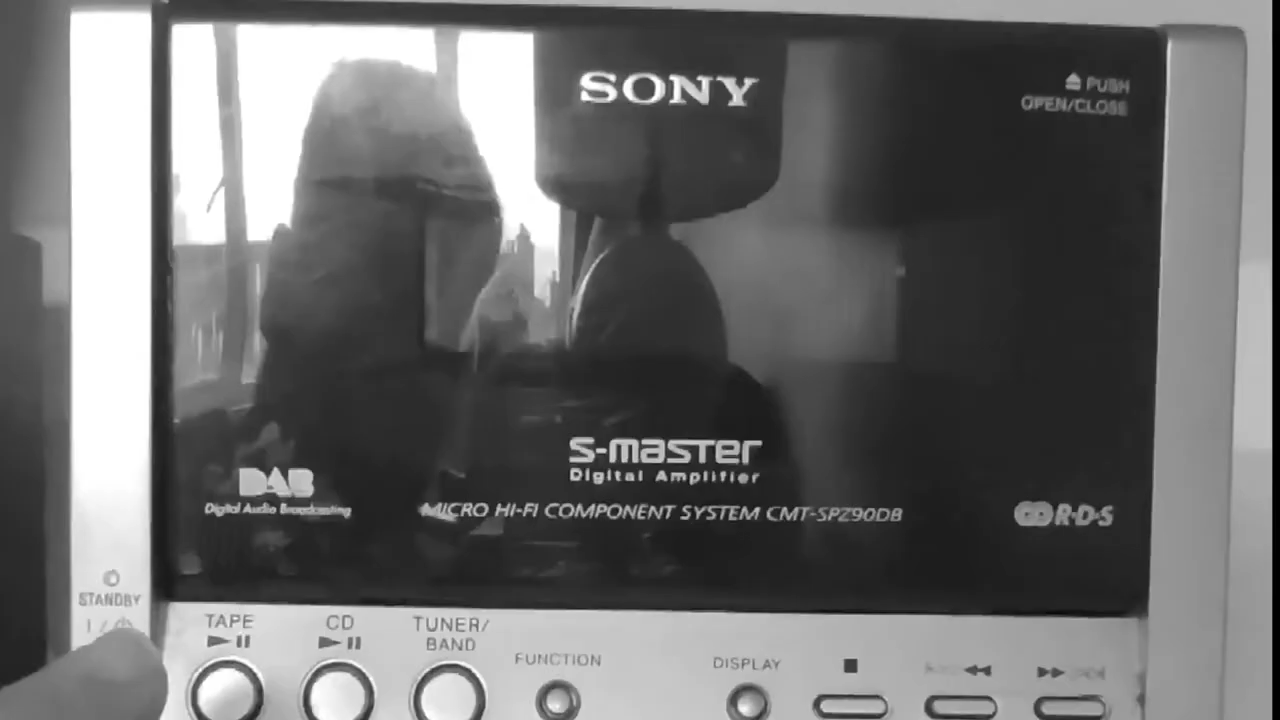 SONY
PUSH
OPEN/CLOSE
S-master
Digital Amplifier
DAB
Digital Audio Broadcasting
MICRO HI-FI COMPONENT SYSTEM CMT-SPZ90DB
R·D·S
STANDBY
TAPE
CD
TUNER/
BAND
FUNCTION
DISPLAY